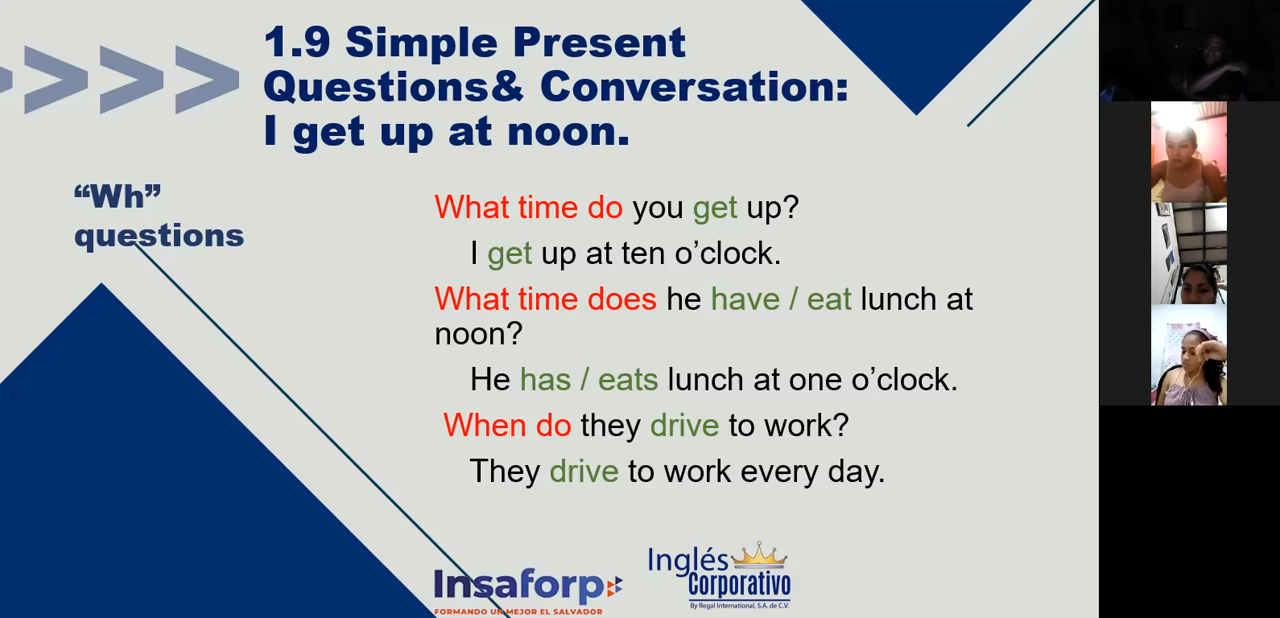 1.9 Simple Present
Questions& Conversation:
I get up at noon.
“Wh”
questions
What time do you get up?
I get up at ten o’clock.
What time does he have / eat lunch at
noon?
He has / eats lunch at one o’clock.
When do they drive to work?
They drive to work every day.
Insaforp
FORMANDO UN MEJOR EL SALVADOR
Inglés
Corporativo
By Regal International, S.A. de C.V.